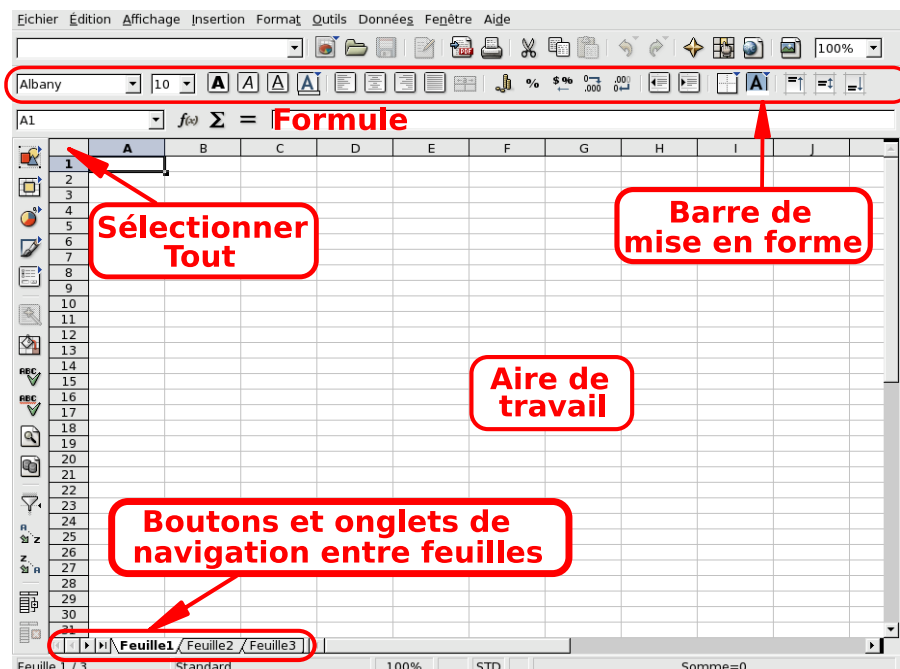 Fichier Édition Affichage Insertion Format Outils Données Fenêtre Aide
100%
Albany 10
A1 f(x) Σ = Formule
A B C D E F G H I J
1
2
3
4
5
6
7
8
9
10
11
12
13
14
15
16
17
18
19
20
21
22
23
24
25
26
27
28
29
30
31
Sélectionner
Tout
Barre de
mise en forme
Aire de
travail
Boutons et onglets de
navigation entre feuilles
Feuille1 Feuille2 Feuille3
Feuille 1 / 3 Standard 100% STD Somme=0